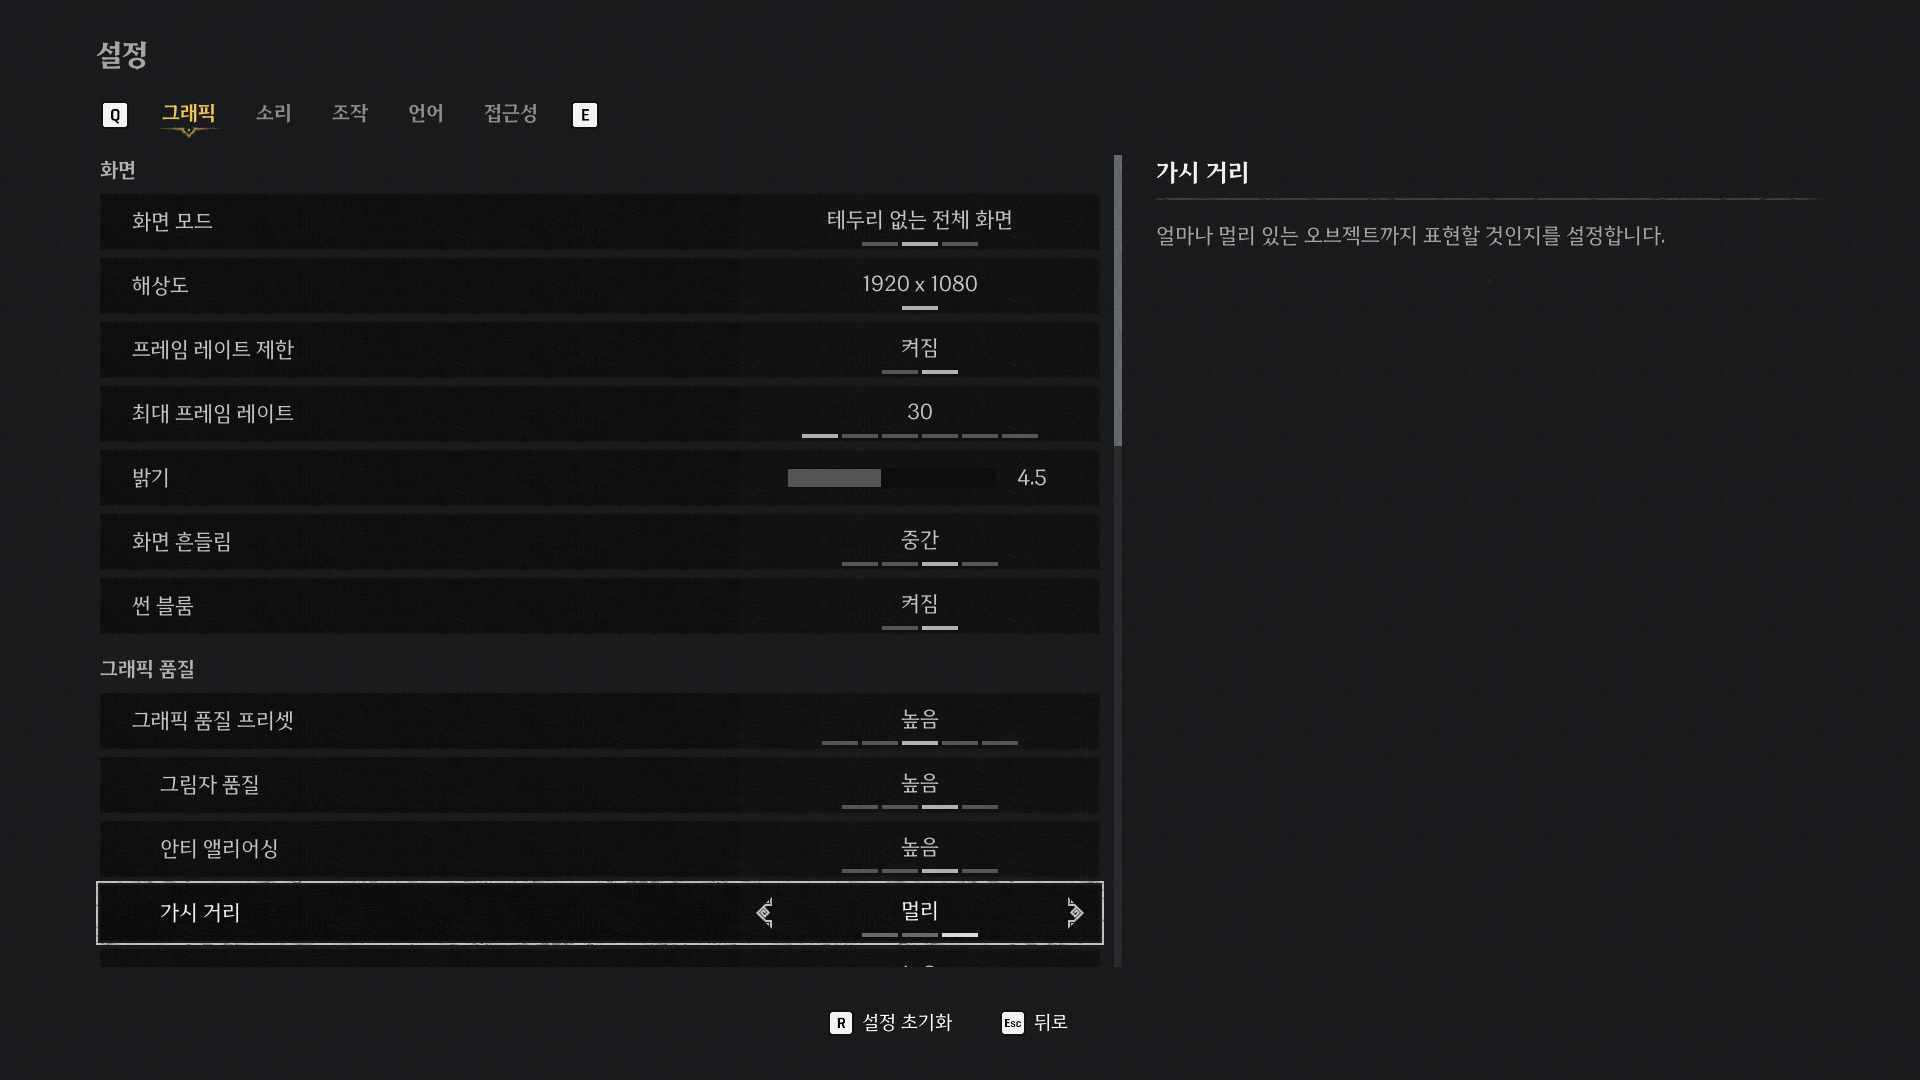 설정
Q 그래픽 소리 조작 언어 접근성 E
화면
화면 모드 테두리 없는 전체 화면
해상도 1920 x 1080
프레임 레이트 제한 켜짐
최대 프레임 레이트 30
밝기 4.5
화면 흔들림 중간
썬 블룸 켜짐
그래픽 품질
그래픽 품질 프리셋 높음
그림자 품질 높음
안티 앨리어싱 높음
가시 거리 멀리
가시 거리
얼마나 멀리 있는 오브젝트까지 표현할 것인지를 설정합니다.
R 설정 초기화 Esc 뒤로